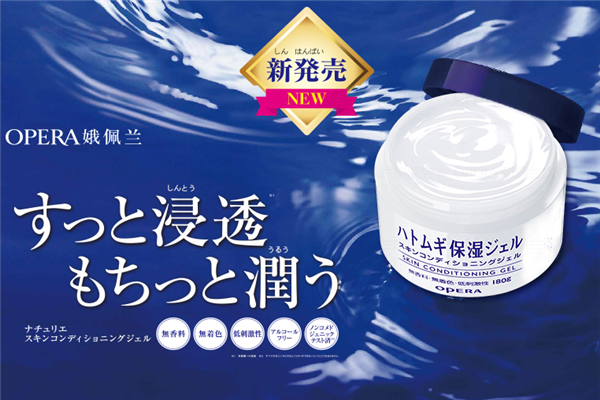 しん はんばい
新発売
NEW
OPERA娥佩兰
しんとう
すっと浸透
うるう
もちっと潤う
ナチュリエ
スキンコンディショニングジェル
無香料
無着色
低刺激性
アルコール
フリー
ノンコメド
ジェニック
テスト済
ハトムギ保湿ジェル
スキンコンディショニングジェル
SKIN CONDITIONING GEL
無香料・無着色・低刺激性
OPERA 180g